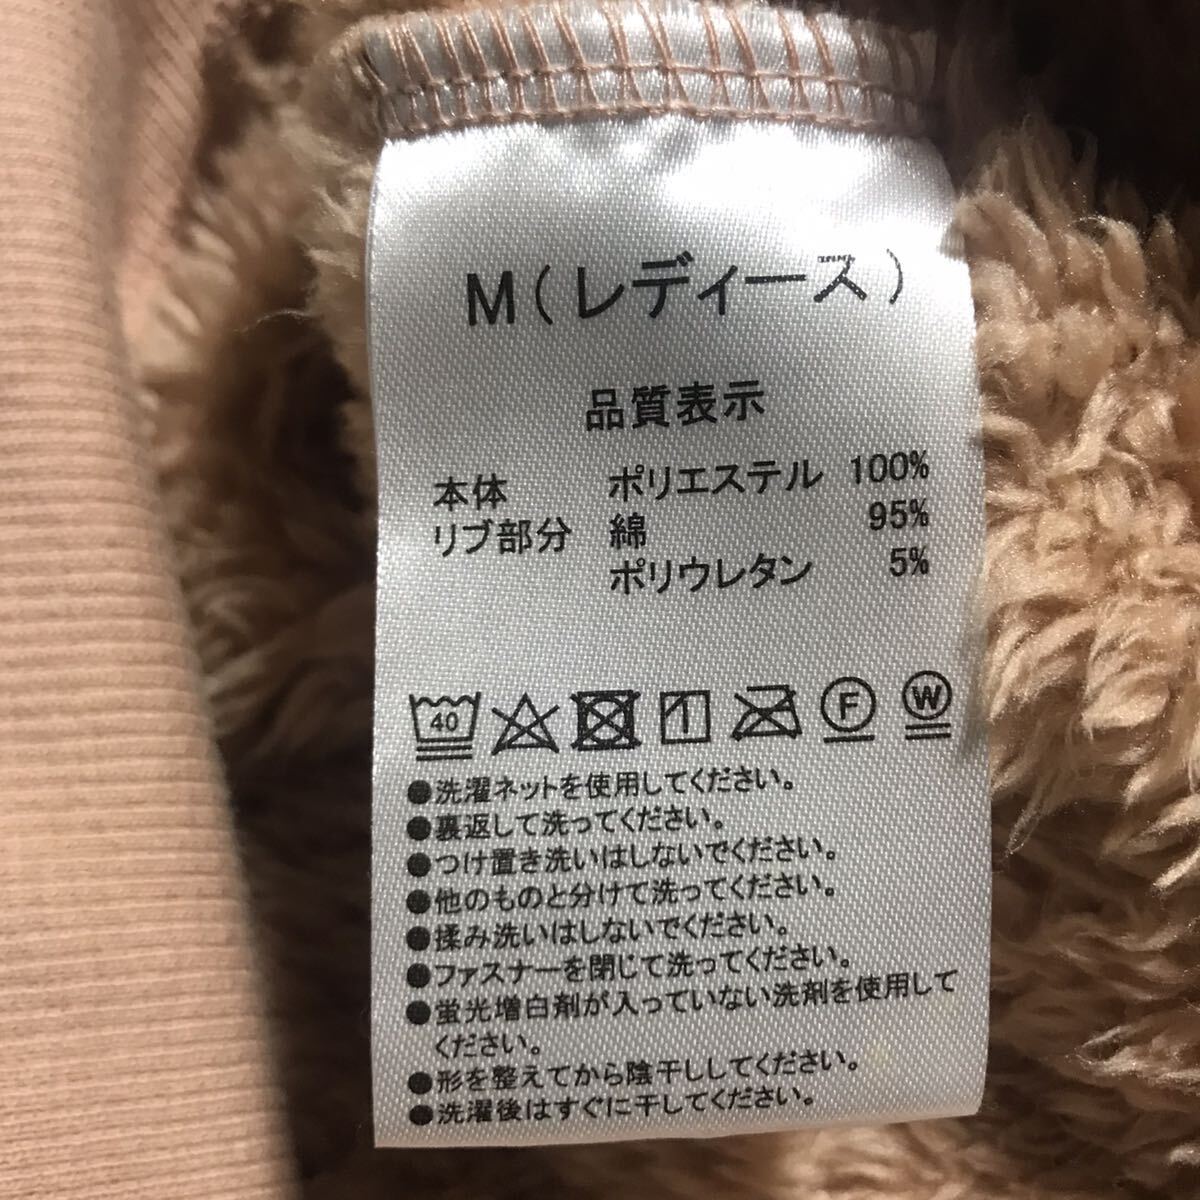 M(レディース)
品質表示
本体 ポリエステル 100%
リブ部分 綿 95%
ポリウレタン 5%
40 F W
●洗濯ネットを使用してください。
●裏返して洗ってください。
●つけ置き洗いはしないでください。
●他のものと分けて洗ってください。
●揉み洗いはしないでください。
●ファスナーを閉じて洗ってください。
●蛍光増白剤が入っていない洗剤を使用して
ください。
●形を整えてから陰干ししてください。
●洗濯後はすぐに干してください。